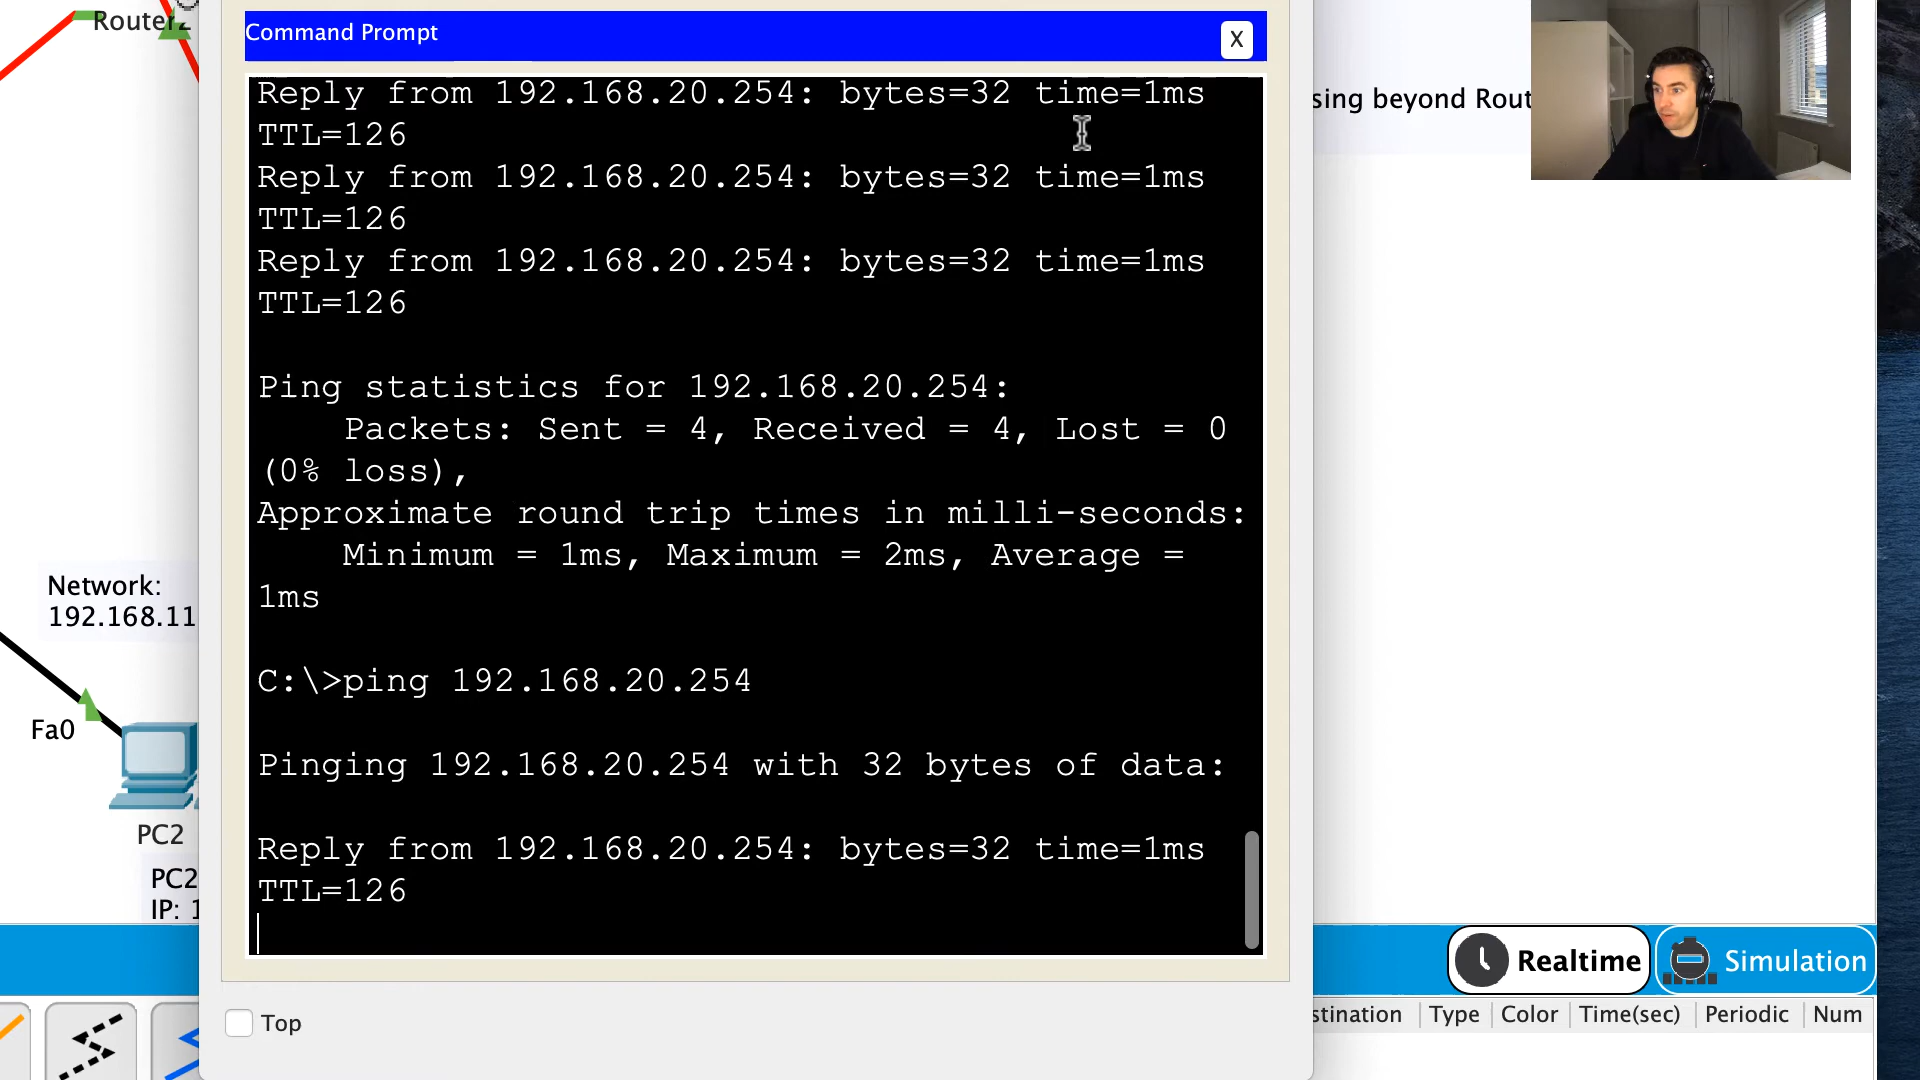 Router2
Command Prompt
X
Reply from 192.168.20.254: bytes=32 time=1ms
TTL=126
Reply from 192.168.20.254: bytes=32 time=1ms
TTL=126
Reply from 192.168.20.254: bytes=32 time=1ms
TTL=126
Ping statistics for 192.168.20.254:
Packets: Sent = 4, Received = 4, Lost = 0
(0% loss),
Approximate round trip times in milli-seconds:
Minimum = 1ms, Maximum = 2ms, Average =
1ms
C:\>ping 192.168.20.254
Pinging 192.168.20.254 with 32 bytes of data:
Reply from 192.168.20.254: bytes=32 time=1ms
TTL=126
Top
sing beyond Rout
Network:
192.168.11
Fa0
PC2
PC2
IP: 1
Realtime
Simulation
stination Type Color Time(sec) Periodic Num